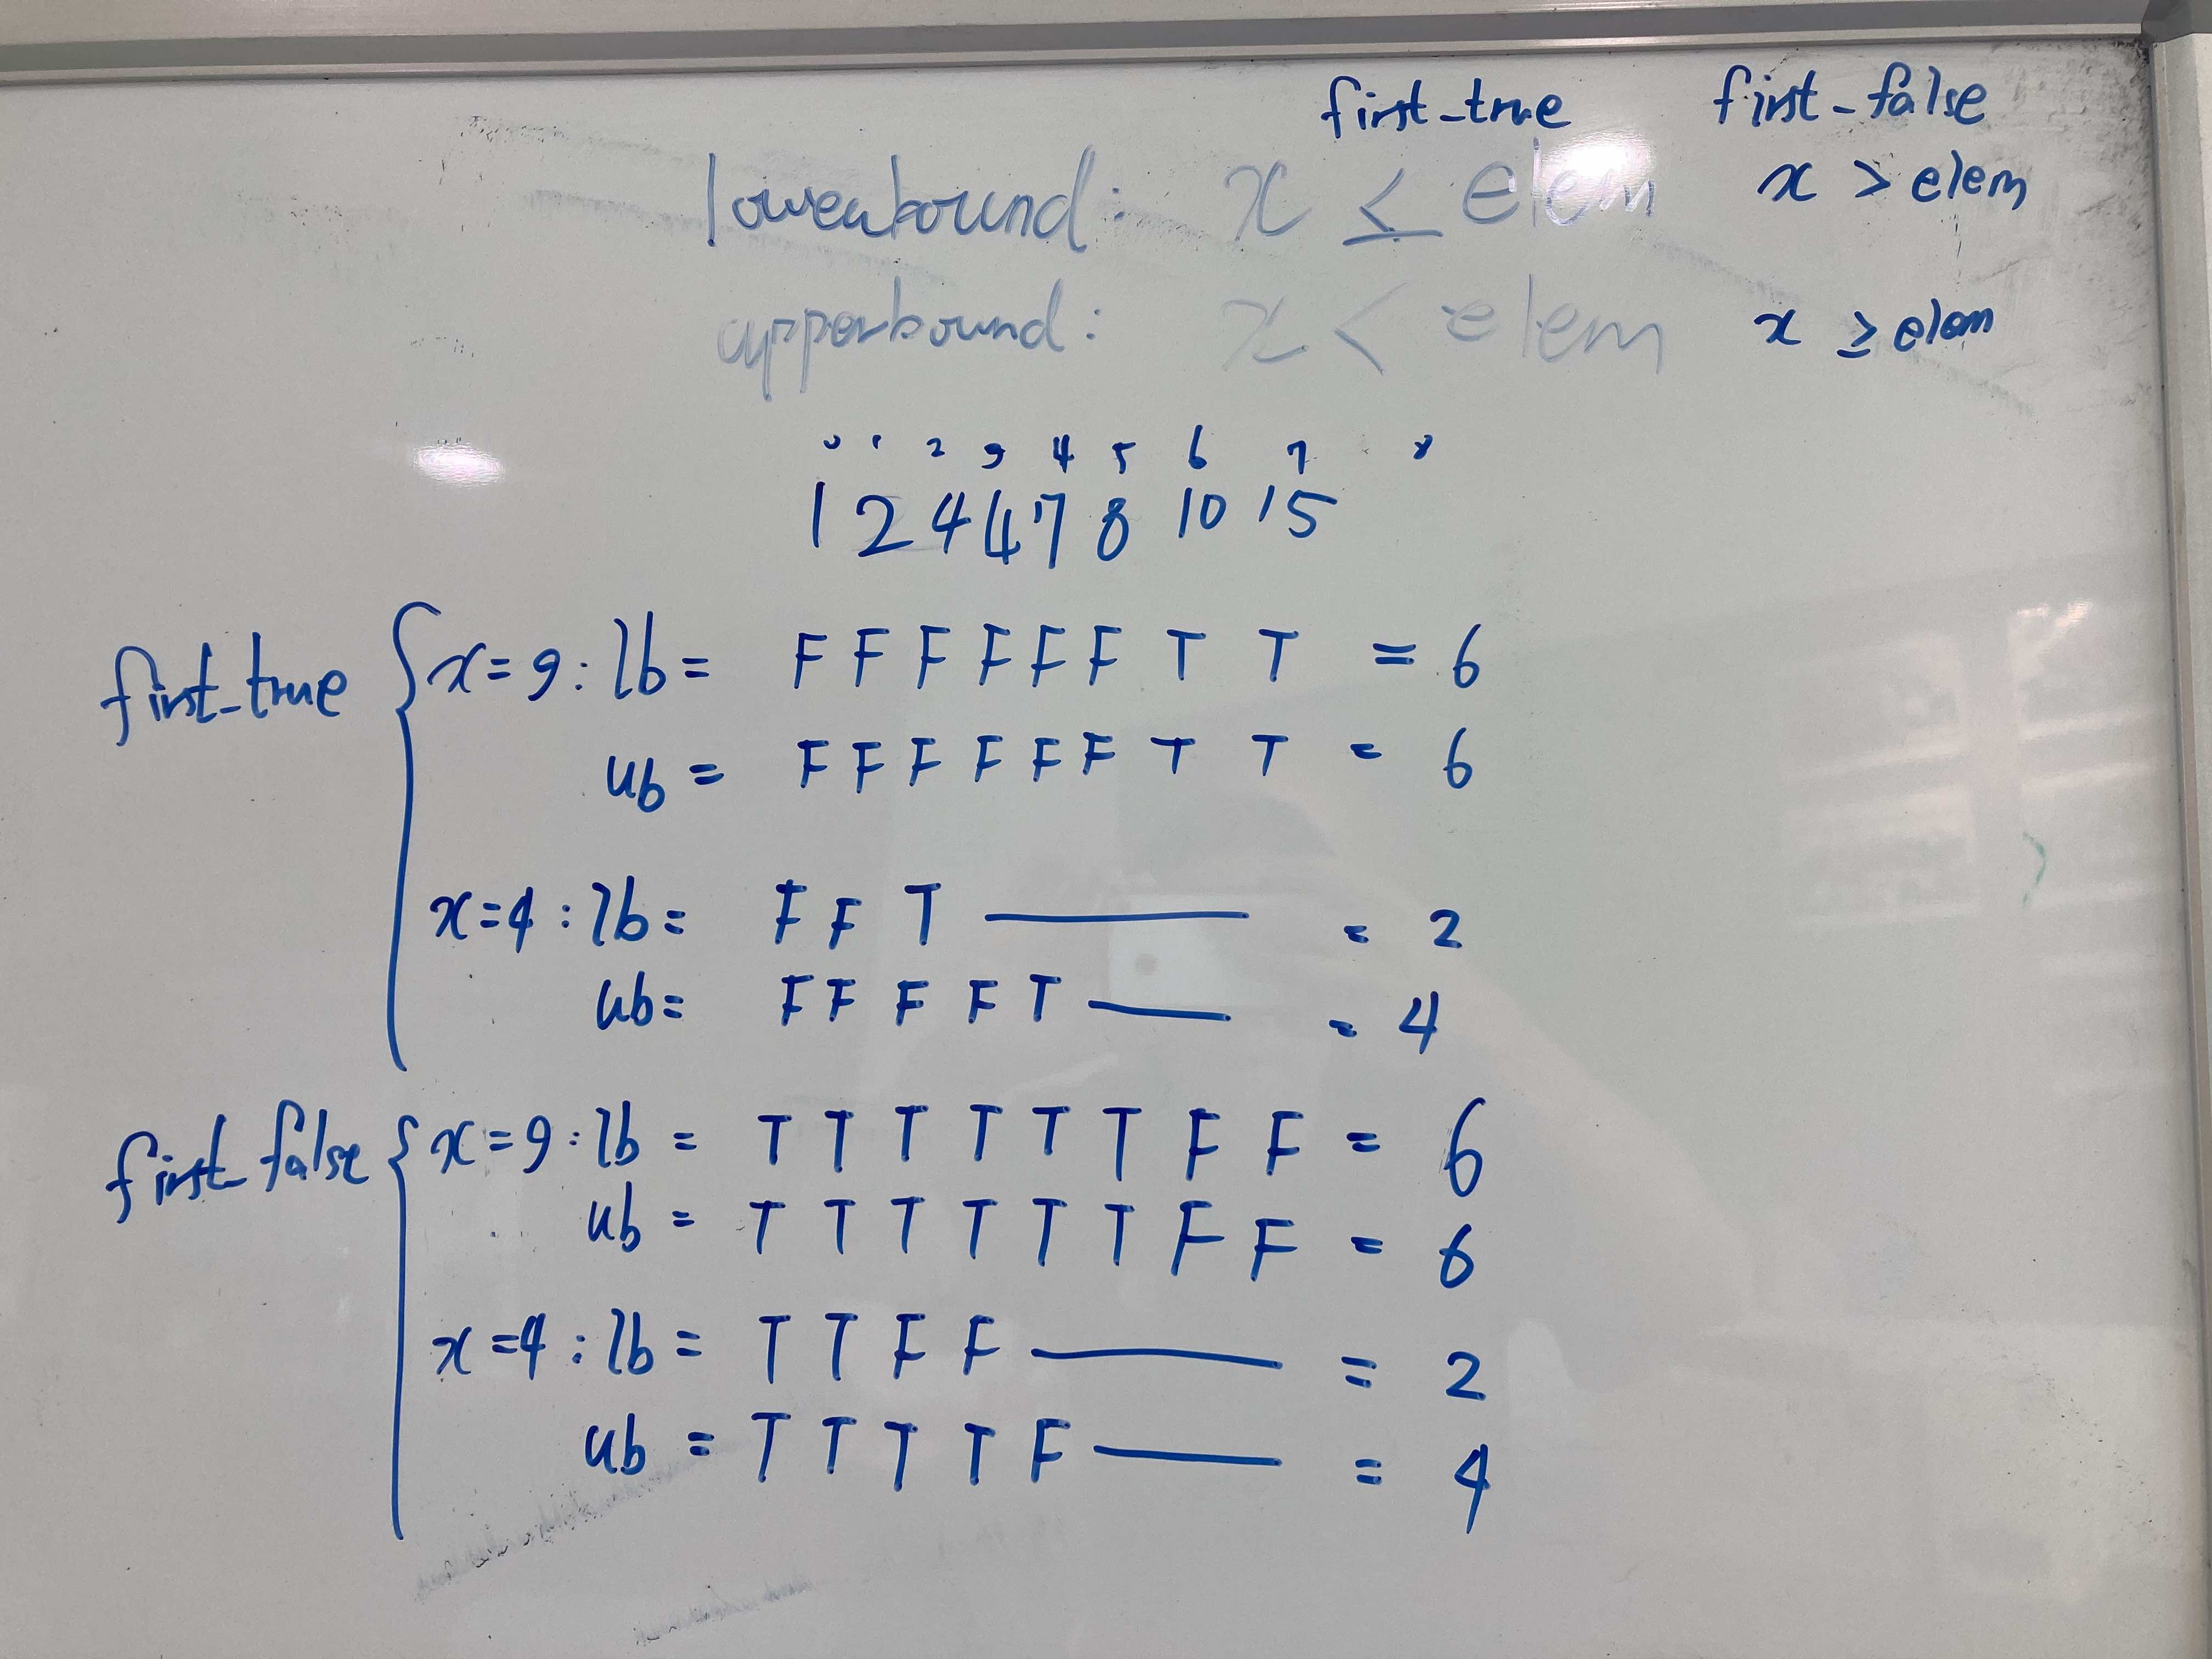 first_true first_false
lowerbound: x ≤ elem x > elem
upperbound: x < elem x ≥ elem
0 1 2 3 4 5 6 7 8
1 2 4 4 7 8 10 15
first_true x=9: lb= F F F F F F T T = 6
ub = F F F F F F T T = 6
x=4: lb= F F T —— = 2
ub= F F F F T —— = 4
first_false x=9: lb = T T T T T T F F = 6
ub = T T T T T T F F = 6
x=4: lb= T T F F —— = 2
ub = T T T T F —— = 4